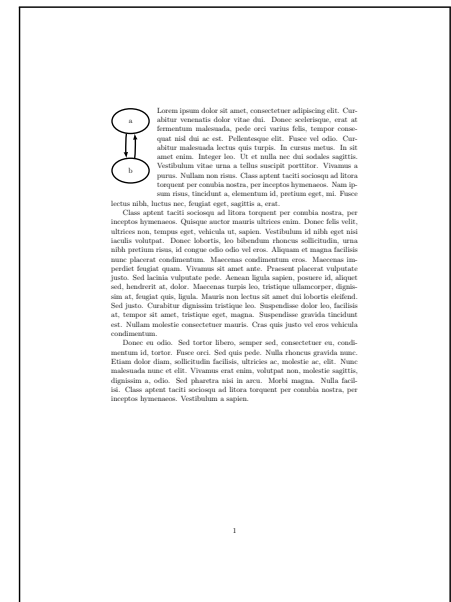 a
b
Lorem ipsum dolor sit amet, consectetuer adipiscing elit. Cur-
abitur venenatis dolor vitae dui. Donec scelerisque, erat at
fermentum malesuada, pede orci varius felis, tempor conse-
quat nisl dui ac est. Pellentesque elit. Fusce vel odio. Cur-
abitur malesuada lectus quis turpis. In cursus metus. In sit
amet enim. Integer leo. Ut et nulla nec dui sodales sagittis.
Vestibulum vitae urna a tellus suscipit porttitor. Vivamus a
purus. Nullam non risus. Class aptent taciti sociosqu ad litora
torquent per conubia nostra, per inceptos hymenaeos. Nam ip-
sum risus, tincidunt a, elementum id, pretium eget, mi. Fusce
lectus nibh, luctus nec, feugiat eget, sagittis a, erat.
Class aptent taciti sociosqu ad litora torquent per conubia nostra, per
inceptos hymenaeos. Quisque auctor mauris ultrices enim. Donec felis velit,
ultrices non, tempus eget, vehicula ut, sapien. Vestibulum id nibh eget nisi
iaculis volutpat. Donec lobortis, leo bibendum rhoncus sollicitudin, urna
nibh pretium risus, id congue odio odio vel eros. Aliquam et magna facilisis
nunc placerat condimentum. Maecenas condimentum eros. Maecenas im-
perdiet feugiat quam. Vivamus sit amet ante. Praesent placerat vulputate
justo. Sed lacinia vulputate pede. Aenean ligula sapien, posuere id, aliquet
sed, hendrerit at, dolor. Maecenas turpis leo, tristique ullamcorper, dignis-
sim at, feugiat quis, ligula. Mauris non lectus sit amet dui lobortis eleifend.
Sed justo. Curabitur dignissim tristique leo. Suspendisse dolor leo, facilisis
at, tempor sit amet, tristique eget, magna. Suspendisse gravida tincidunt
est. Nullam molestie consectetuer mauris. Cras quis justo vel eros vehicula
condimentum.
Donec eu odio. Sed tortor libero, semper sed, consectetuer eu, condi-
mentum id, tortor. Fusce orci. Sed quis pede. Nulla rhoncus gravida nunc.
Etiam dolor diam, sollicitudin facilisis, ultricies ac, molestie ac, elit. Nunc
malesuada nunc et elit. Vivamus erat enim, volutpat non, molestie sagittis,
dignissim a, odio. Sed pharetra nisi in arcu. Morbi magna. Nulla facil-
isi. Class aptent taciti sociosqu ad litora torquent per conubia nostra, per
inceptos hymenaeos. Vestibulum a sapien.
1